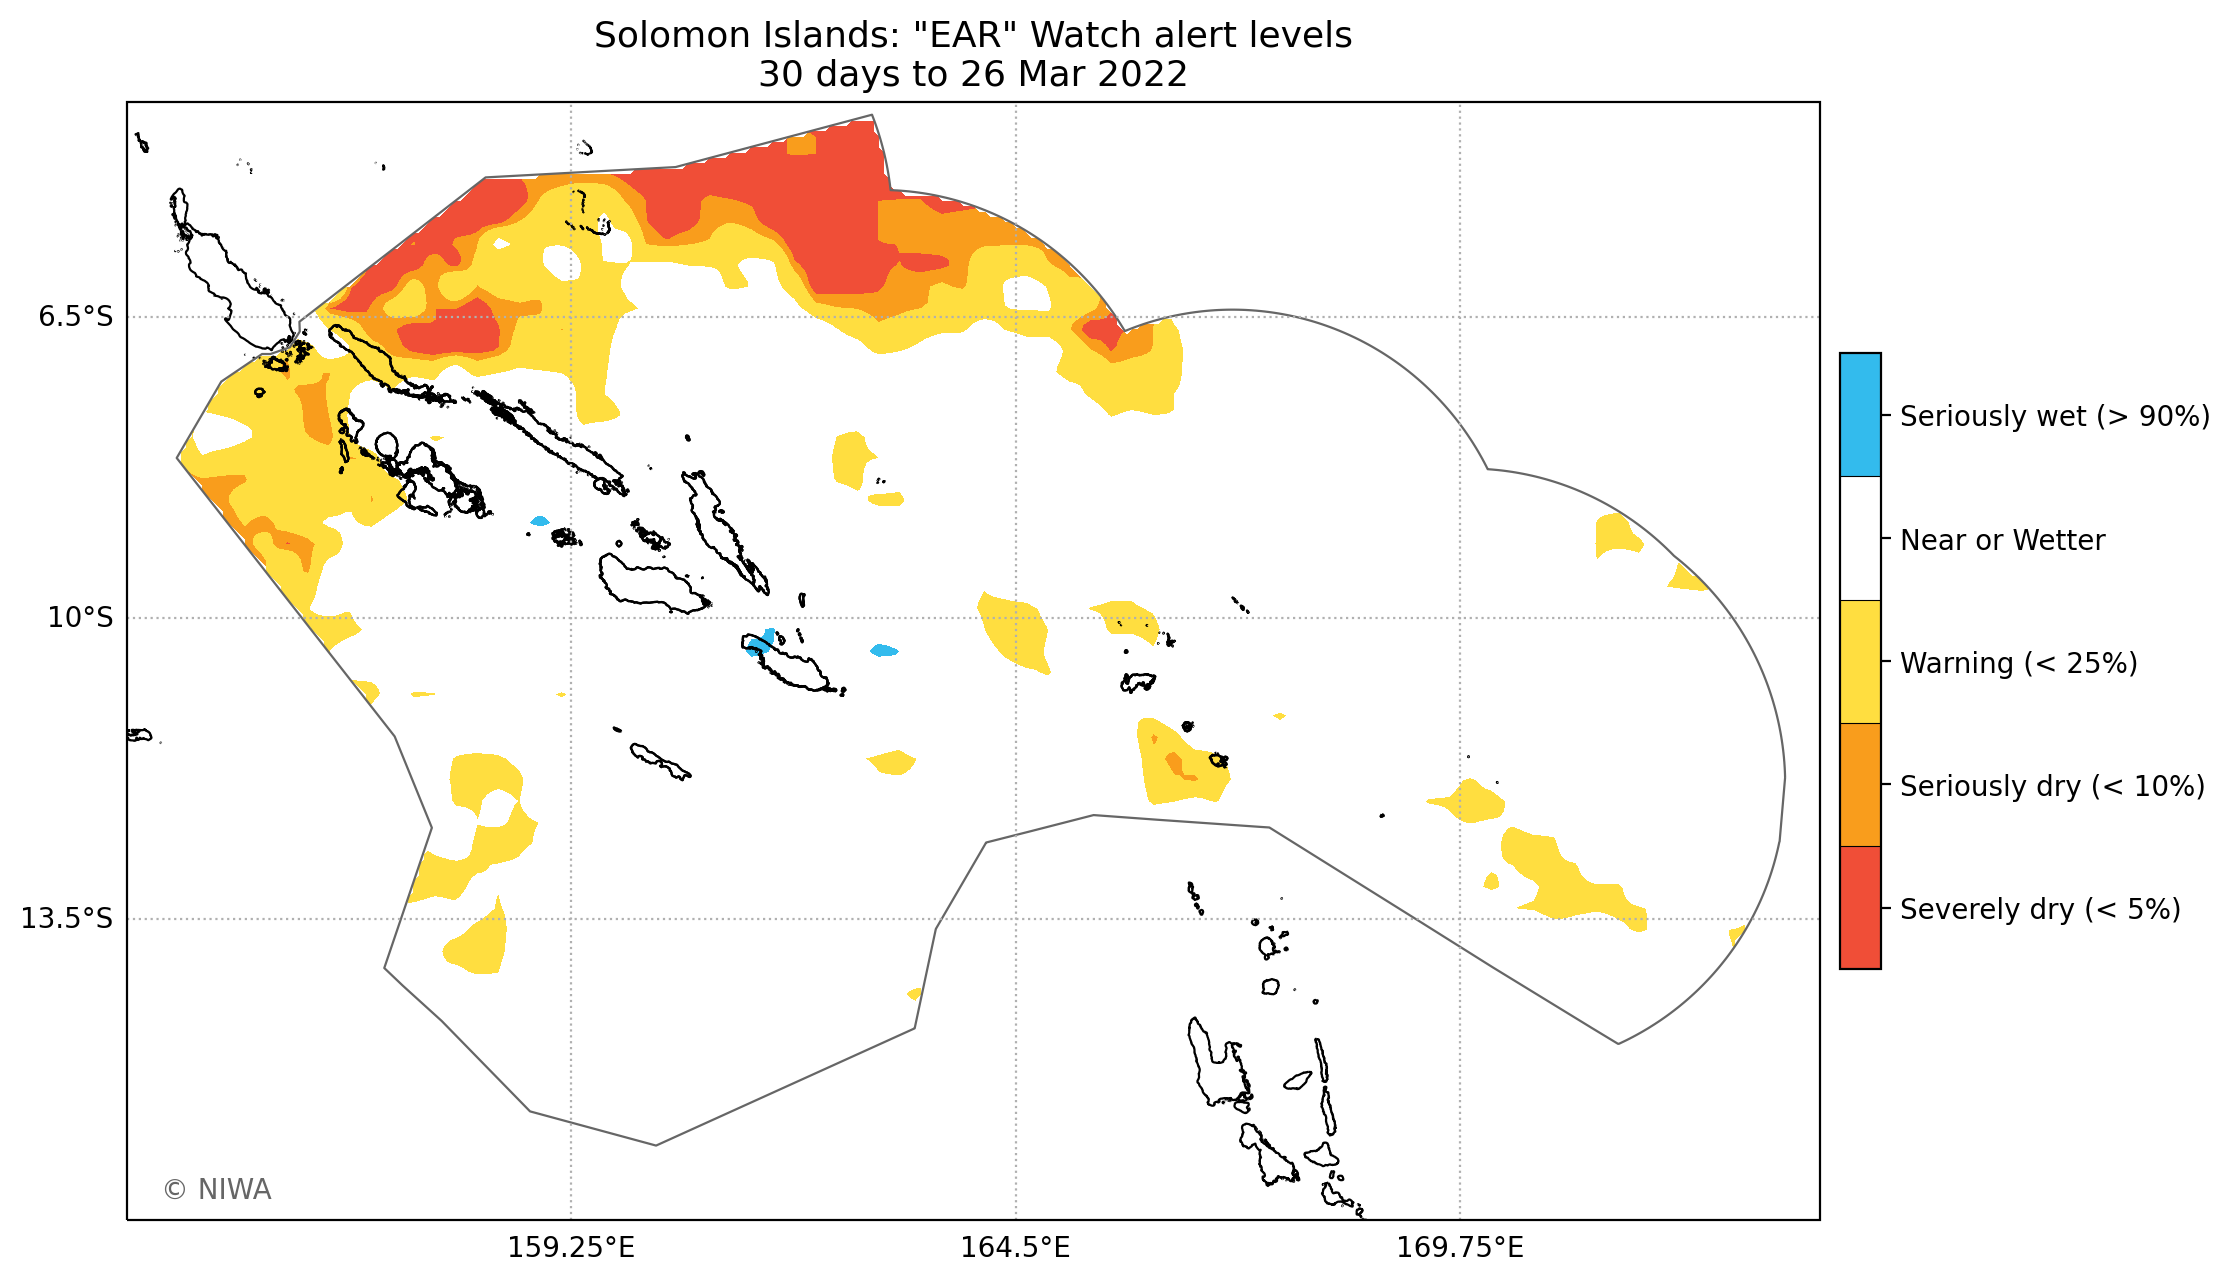 Solomon Islands: "EAR" Watch alert levels
30 days to 26 Mar 2022
6.5°S
10°S
13.5°S
159.25°E
164.5°E
169.75°E
Seriously wet (> 90%)
Near or Wetter
Warning (< 25%)
Seriously dry (< 10%)
Severely dry (< 5%)
© NIWA